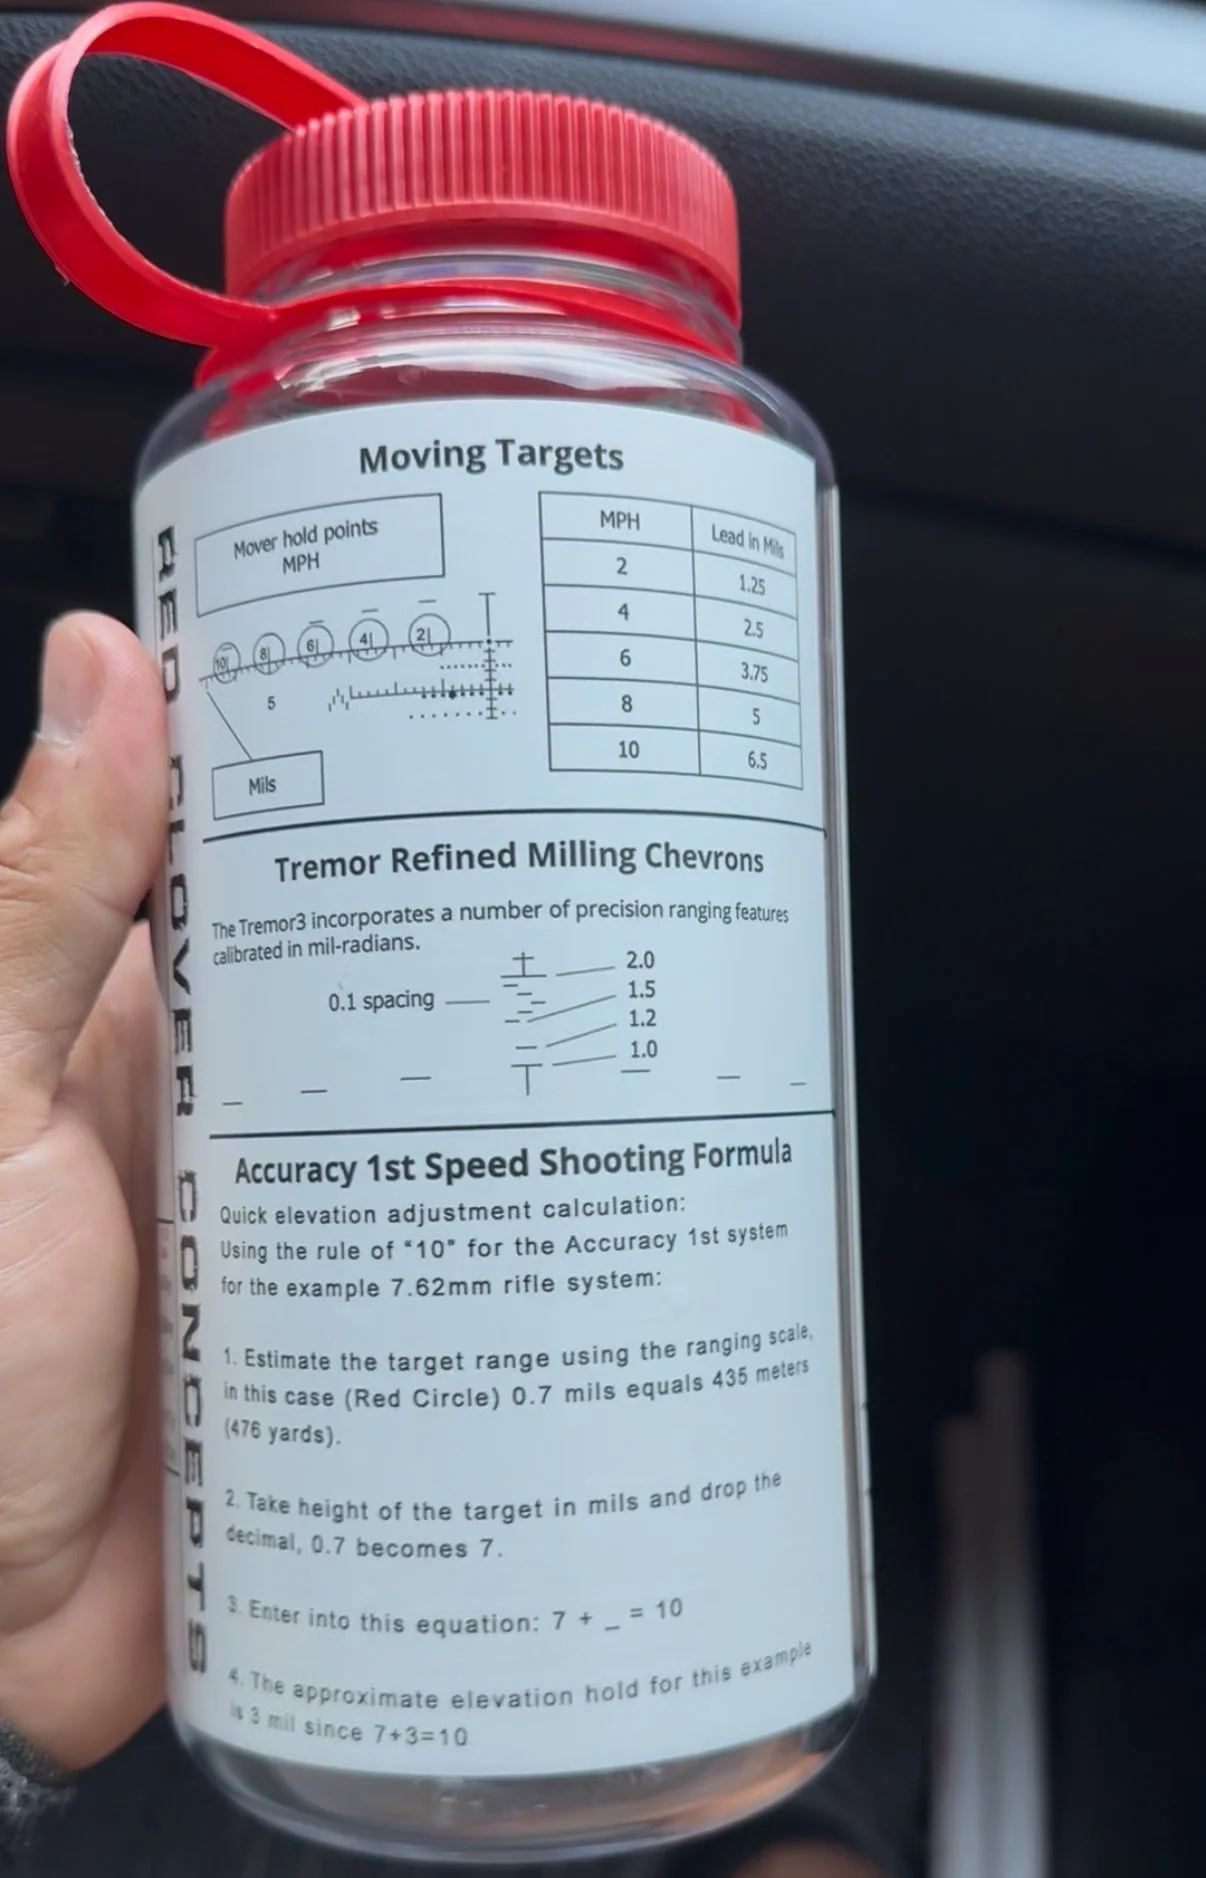 RED CLOVER CONCEPTS
Moving Targets
Mover hold points
MPH
10 8 6 4 2
5
Mils
MPH Lead in Mils
2 1.25
4 2.5
6 3.75
8 5
10 6.5
Tremor Refined Milling Chevrons
The Tremor3 incorporates a number of precision ranging features
calibrated in mil-radians.
2.0
0.1 spacing 1.5
1.2
1.0
Accuracy 1st Speed Shooting Formula
Quick elevation adjustment calculation:
Using the rule of "10" for the Accuracy 1st system
for the example 7.62mm rifle system:
1. Estimate the target range using the ranging scale,
in this case (Red Circle) 0.7 mils equals 435 meters
(476 yards).
2. Take height of the target in mils and drop the
decimal, 0.7 becomes 7.
3. Enter into this equation: 7 + _ = 10
4. The approximate elevation hold for this example
is 3 mil since 7+3=10